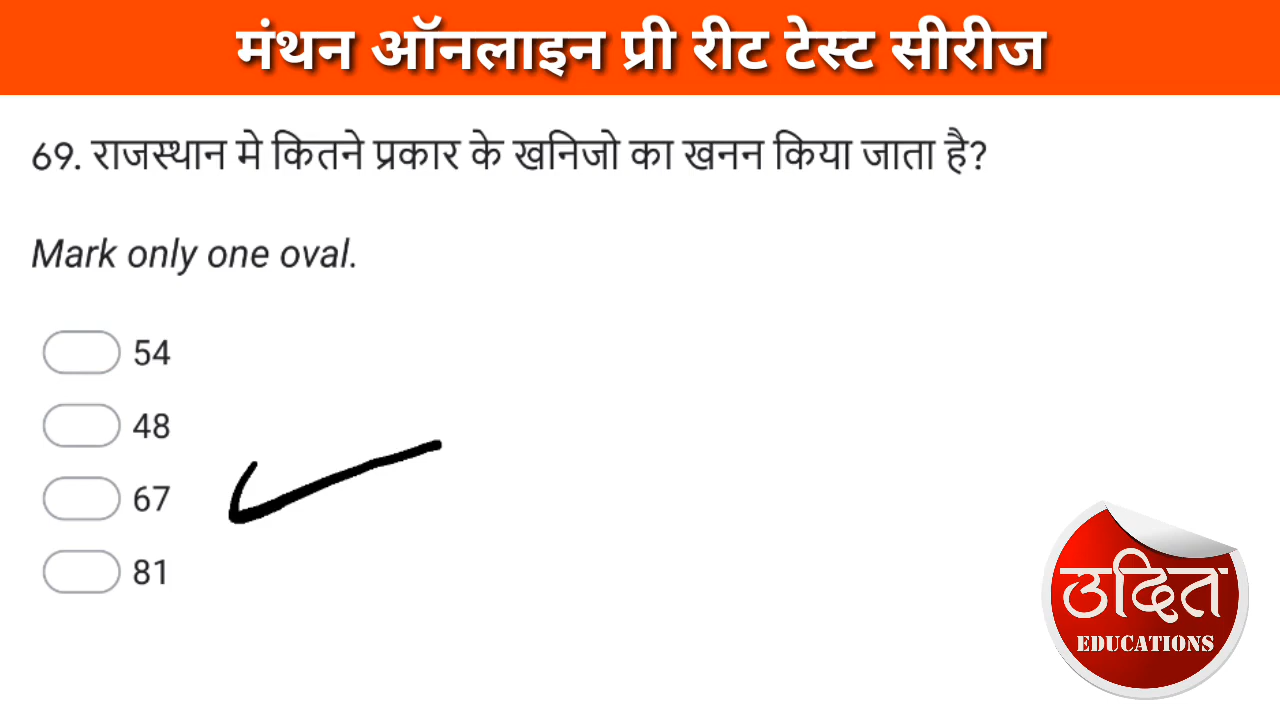 मंथन ऑनलाइन प्री रीट टेस्ट सीरीज
69. राजस्थान मे कितने प्रकार के खनिजो का खनन किया जाता है?
Mark only one oval.
54
48
67
81
उदित
EDUCATIONS